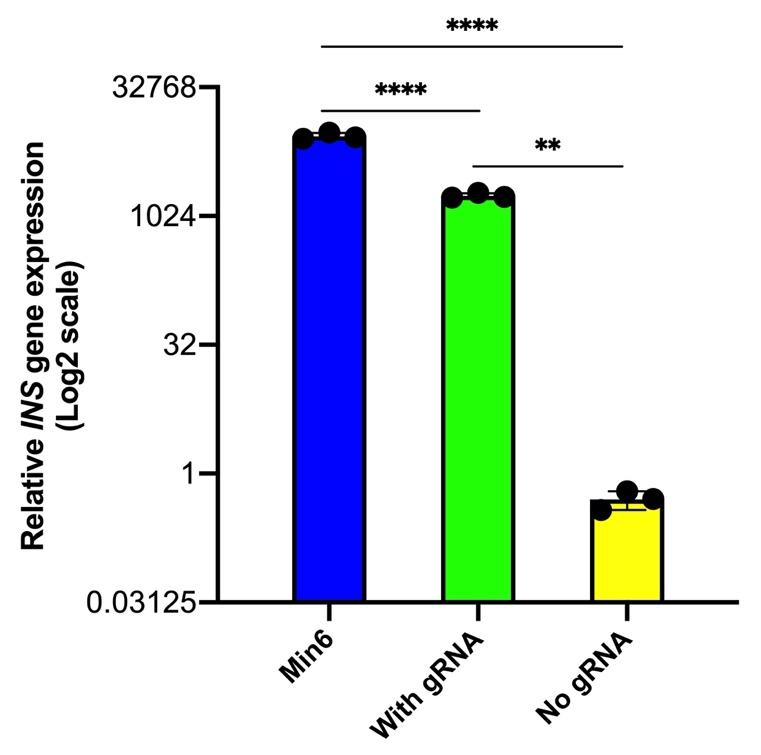 ****
32768
****
**
1024
32
1
0.03125
Relative INS gene expression
(Log2 scale)
Min6
With gRNA
No gRNA